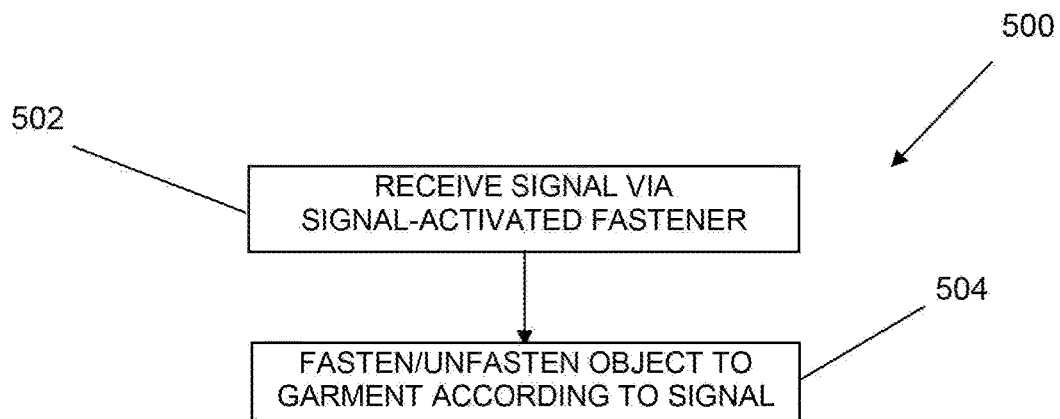 500
502
RECEIVE SIGNAL VIA
SIGNAL-ACTIVATED FASTENER
504
FASTEN/UNFASTEN OBJECT TO
GARMENT ACCORDING TO SIGNAL